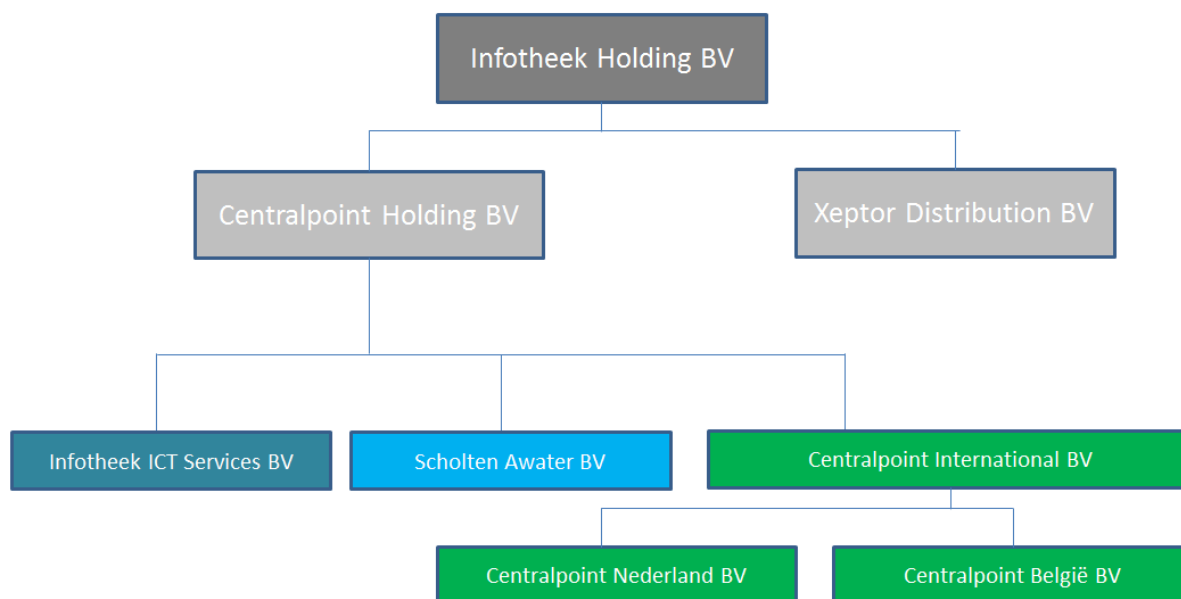 Infotheek Holding BV
Centralpoint Holding BV
Xeptor Distribution BV
Infotheek ICT Services BV
Scholten Awater BV
Centralpoint International BV
Centralpoint Nederland BV
Centralpoint België BV